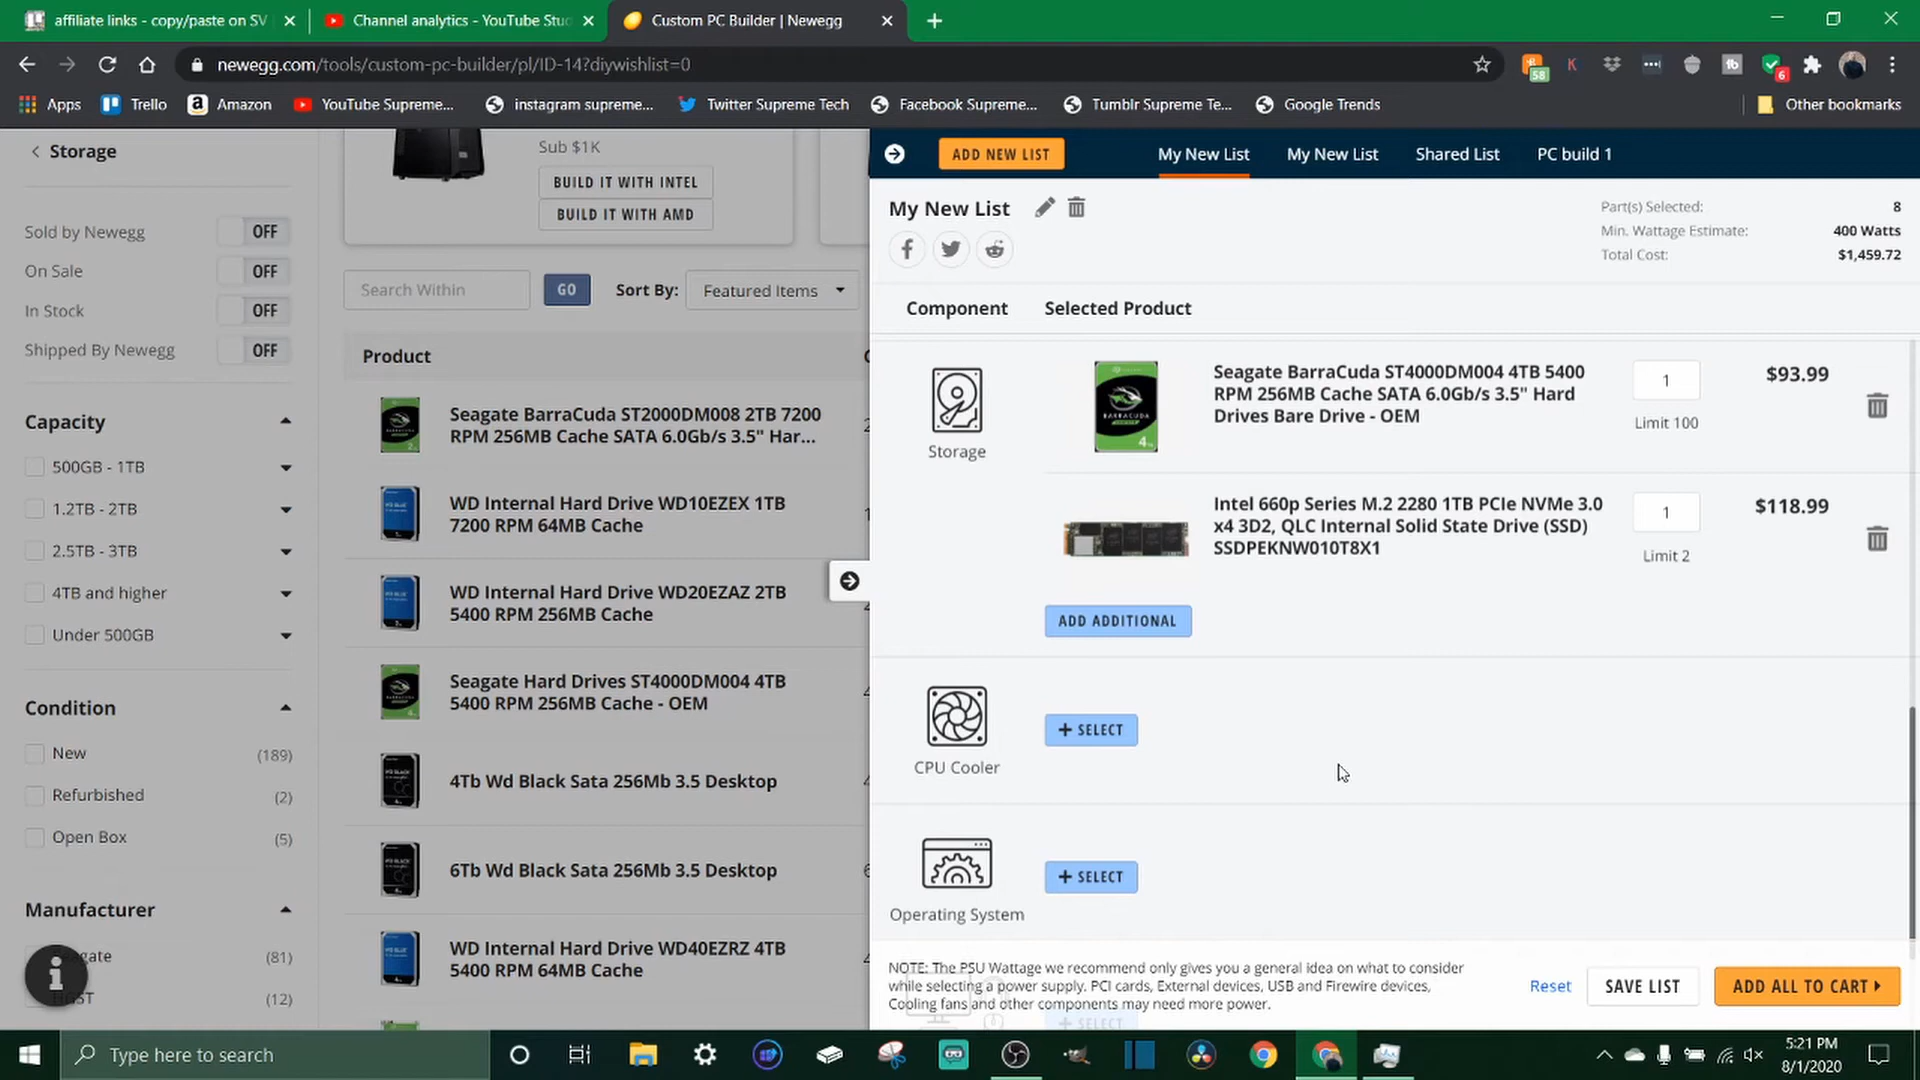 affiliate links - copy/paste on SV
Channel analytics - YouTube Stu
Custom PC Builder | Newegg
newegg.com/tools/custom-pc-builder/pl/ID-14?diywishlist=0
58
6
Apps
Trello
Amazon
YouTube Supreme...
instagram supreme...
Twitter Supreme Tech
Facebook Supreme...
Tumblr Supreme Te...
Google Trends
Other bookmarks
Storage
Sold by Newegg OFF
On Sale OFF
In Stock OFF
Shipped By Newegg OFF
Capacity
500GB - 1TB
1.2TB - 2TB
2.5TB - 3TB
4TB and higher
Under 500GB
Condition
New (189)
Refurbished (2)
Open Box (5)
Manufacturer
(81)
(12)
Sub $1K
BUILD IT WITH INTEL
BUILD IT WITH AMD
Search Within GO Sort By: Featured Items
Product
Seagate BarraCuda ST2000DM008 2TB 7200
RPM 256MB Cache SATA 6.0Gb/s 3.5" Har...
WD Internal Hard Drive WD10EZEX 1TB
7200 RPM 64MB Cache
WD Internal Hard Drive WD20EZAZ 2TB
5400 RPM 256MB Cache
Seagate Hard Drives ST4000DM004 4TB
5400 RPM 256MB Cache - OEM
4Tb Wd Black Sata 256Mb 3.5 Desktop
6Tb Wd Black Sata 256Mb 3.5 Desktop
WD Internal Hard Drive WD40EZRZ 4TB
5400 RPM 64MB Cache
ADD NEW LIST
My New List
My New List
Shared List
PC build 1
My New List
Part(s) Selected: 8
Min. Wattage Estimate: 400 Watts
Total Cost: $1,459.72
Component Selected Product
Storage
Seagate BarraCuda ST4000DM004 4TB 5400
RPM 256MB Cache SATA 6.0Gb/s 3.5" Hard
Drives Bare Drive - OEM
1
Limit 100
$93.99
Intel 660p Series M.2 2280 1TB PCIe NVMe 3.0
x4 3D2, QLC Internal Solid State Drive (SSD)
SSDPEKNW010T8X1
1
Limit 2
$118.99
ADD ADDITIONAL
CPU Cooler
+ SELECT
Operating System
+ SELECT
NOTE: The PSU Wattage we recommend only gives you a general idea on what to consider
while selecting a power supply. PCI cards, External devices, USB and Firewire devices,
Cooling fans and other components may need more power.
+ SELECT
Reset
SAVE LIST
ADD ALL TO CART
Type here to search
5:21 PM
8/1/2020